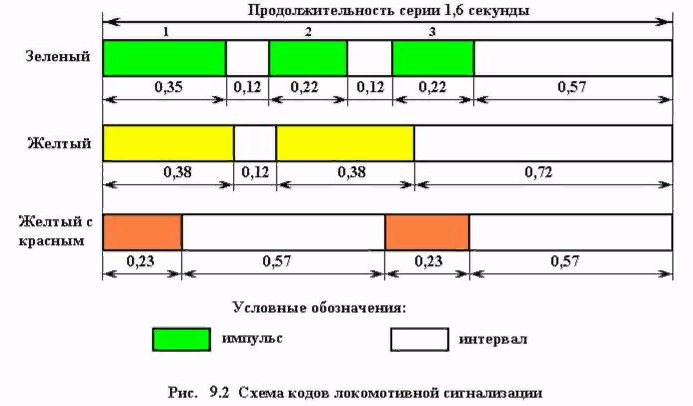 Продолжительность серии 1,6 секунды
1 2 3
Зеленый
0,35 0,12 0,22 0,12 0,22 0,57
Желтый
0,38 0,12 0,38 0,72
Желтый с
красным
0,23 0,57 0,23 0,57
Условные обозначения:
импульс интервал
Рис. 9.2 Схема кодов локомотивной сигнализации